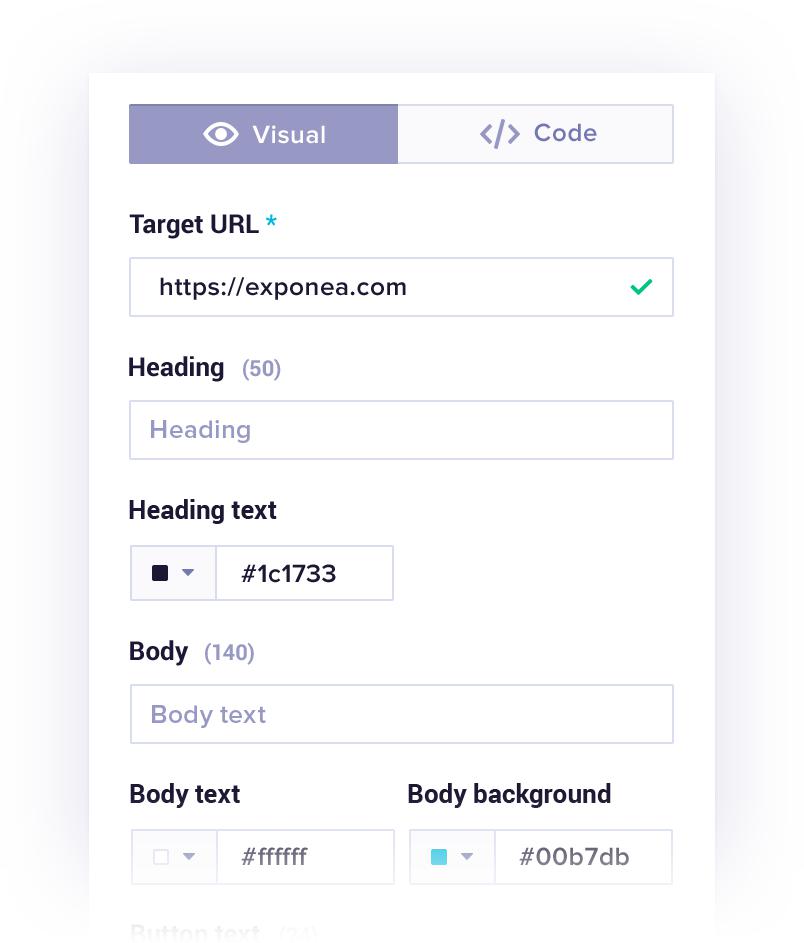 Visual </> Code
Target URL *
https://exponea.com
Heading (50)
Heading
Heading text
#1c1733
Body (140)
Body text
Body text Body background
#ffffff #00b7db
Button text (24)